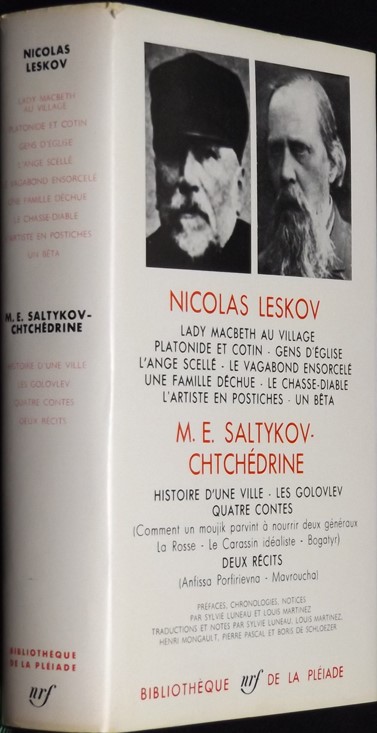 NICOLAS
LESKOV
LADY MACBETH
AU VILLAGE
PLATONIDE ET COTIN
GENS D'ÉGLISE
L'ANGE SCELLÉ
LE VAGABOND ENSORCELÉ
UNE FAMILLE DÉCHUE
LE CHASSE-DIABLE
L'ARTISTE EN POSTICHES
UN BÊTA
M. E. SALTYKOV-
CHTCHÉDRINE
HISTOIRE D'UNE VILLE
LES GOLOVLEV
QUATRE CONTES
DEUX RÉCITS
BIBLIOTHÈQUE
DE LA PLÉIADE
nrf
NICOLAS LESKOV
LADY MACBETH AU VILLAGE
PLATONIDE ET COTIN - GENS D'ÉGLISE
L'ANGE SCELLÉ - LE VAGABOND ENSORCELÉ
UNE FAMILLE DÉCHUE - LE CHASSE-DIABLE
L'ARTISTE EN POSTICHES - UN BÊTA
M. E. SALTYKOV-
CHTCHÉDRINE
HISTOIRE D'UNE VILLE - LES GOLOVLEV
QUATRE CONTES
(Comment un moujik parvint à nourrir deux généraux
La Rosse - Le Carassin idéaliste - Bogatyr)
DEUX RÉCITS
(Anfissa Porfirievna - Mavroucha)
PRÉFACES, CHRONOLOGIES, NOTICES
PAR SYLVIE LUNEAU ET LOUIS MARTINEZ
TRADUCTIONS ET NOTES PAR SYLVIE LUNEAU, LOUIS MARTINEZ,
HENRI MONGAULT, PIERRE PASCAL ET BORIS DE SCHLOEZER
BIBLIOTHÈQUE nrf DE LA PLÉIADE